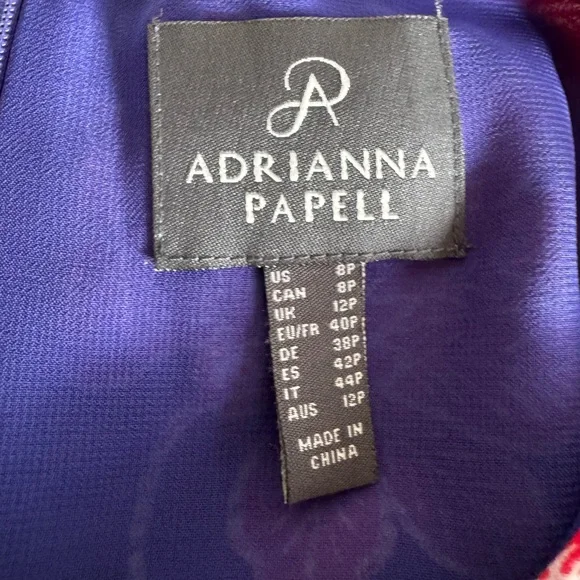 AP
ADRIANNA
PAPELL
US 8P
CAN 8P
UK 12P
EU/FR 40P
DE 38P
ES 42P
IT 44P
AUS 12P
MADE IN
CHINA